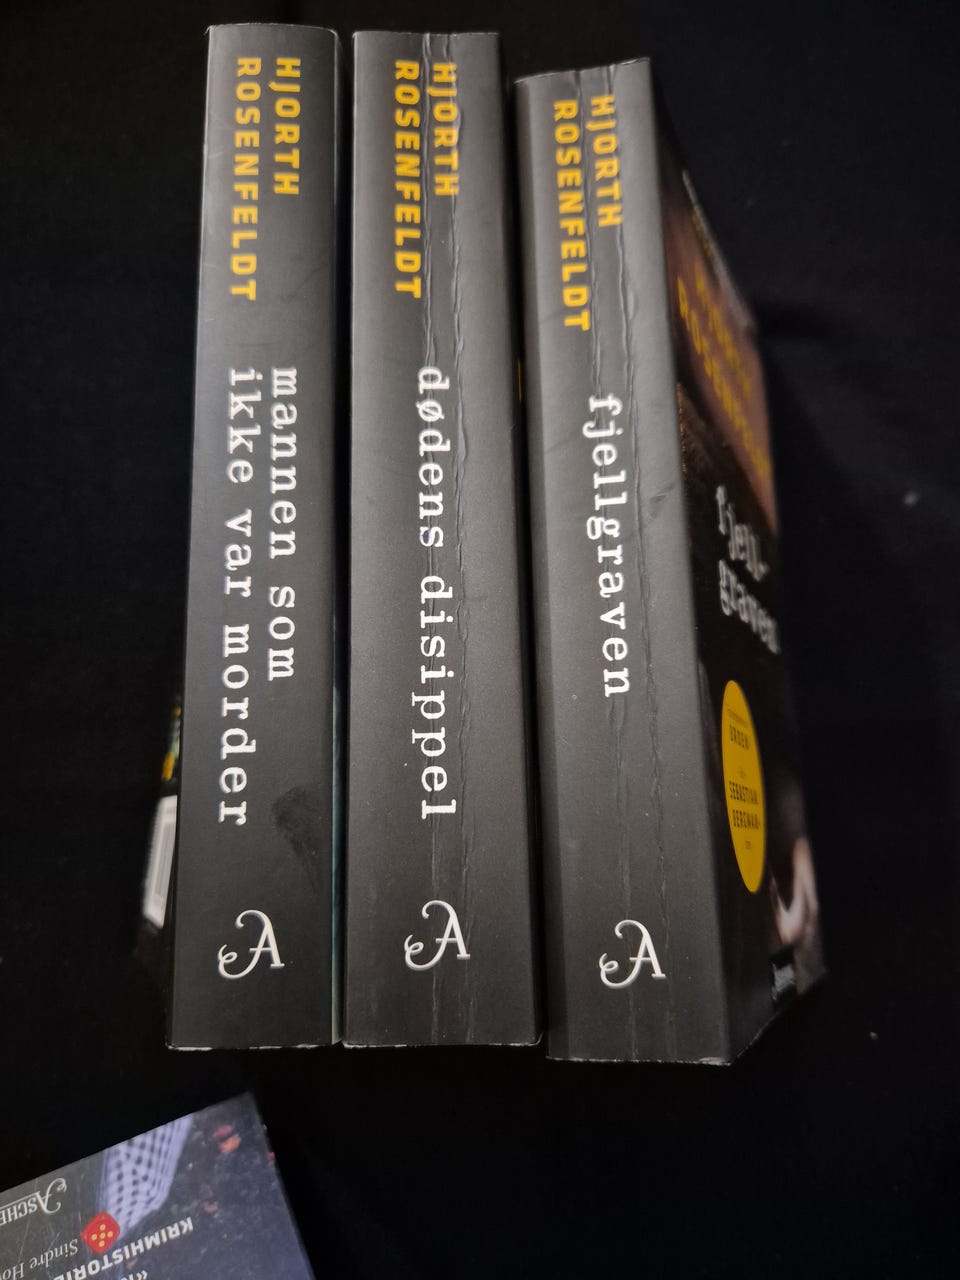 HJORTH
ROSENFELDT
mannen som
ikke var morder
A
HJORTH
ROSENFELDT
dødens disippel
A
HJORTH
ROSENFELDT
fjellgraven
A
fjell-
graven
BROEN
SEBASTIAN
BERGMAN
KRIMHISTORIE
Sindre